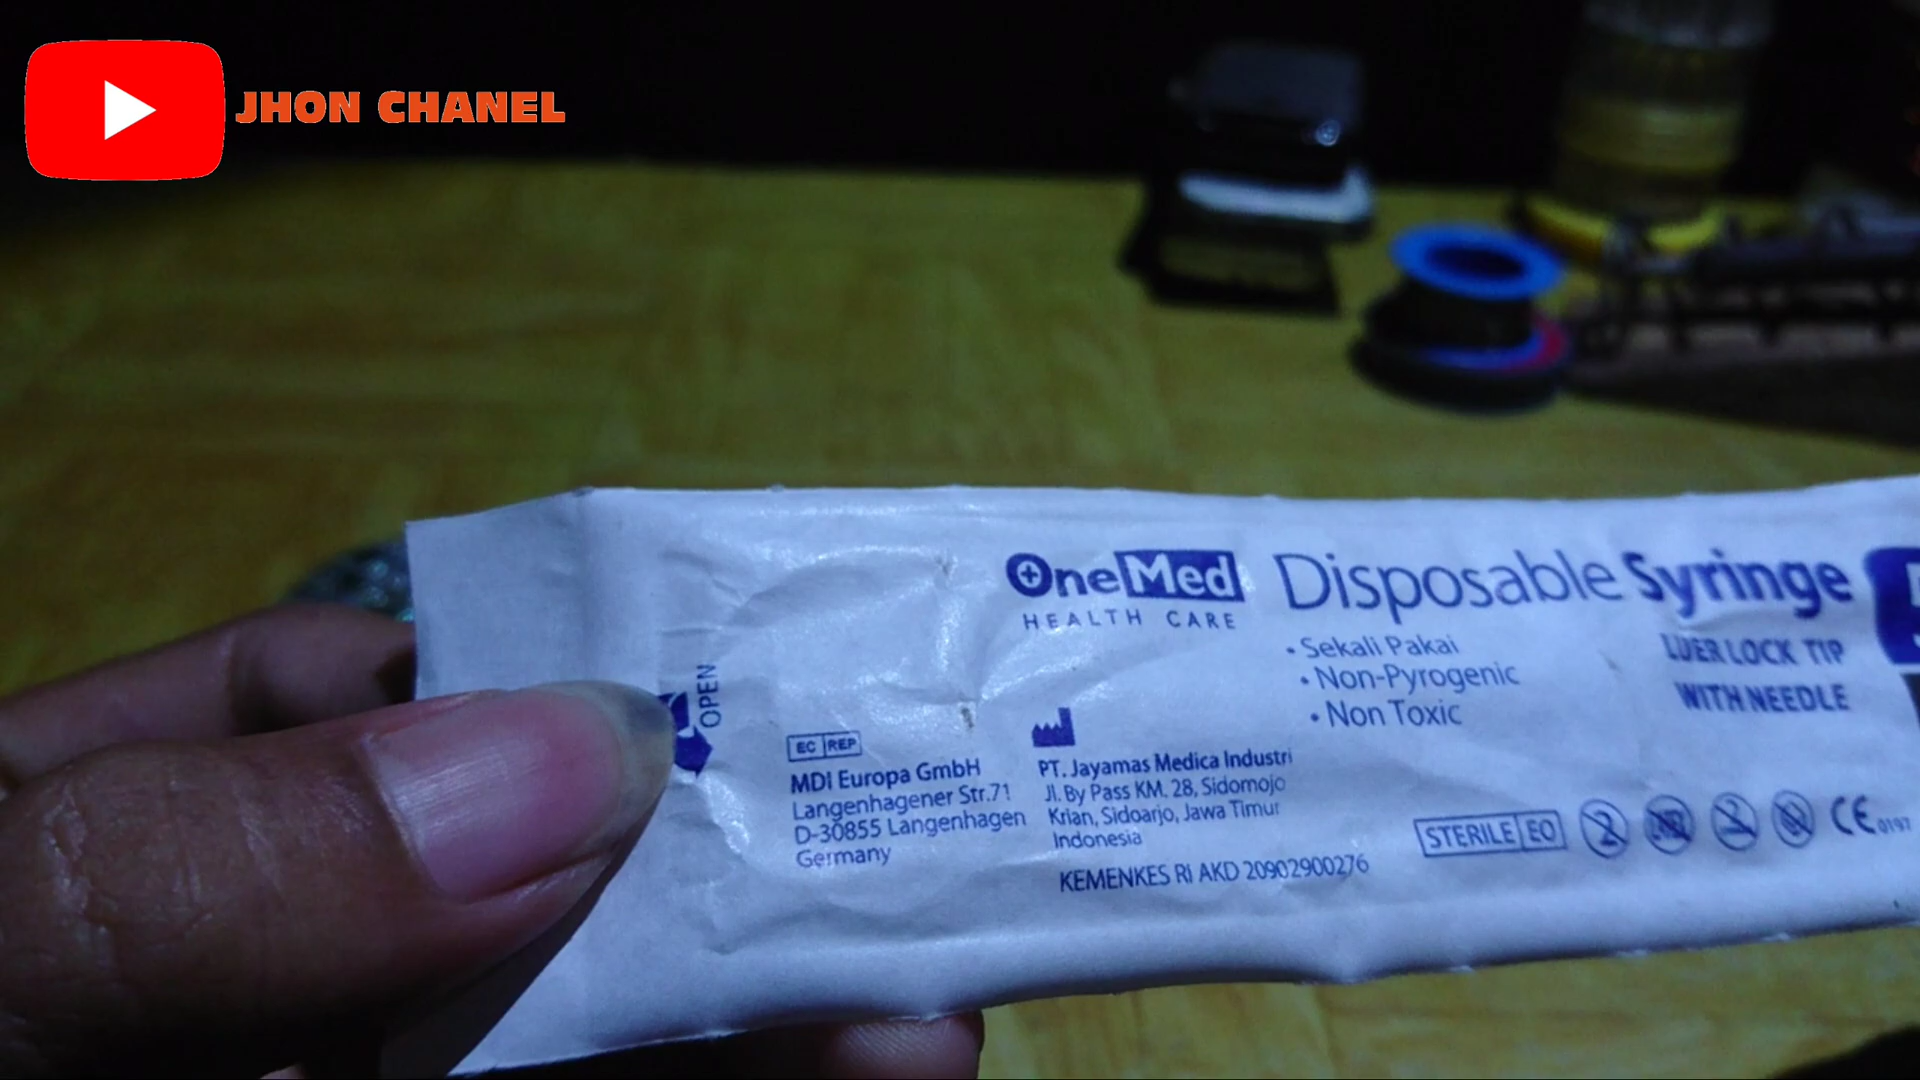 JHON CHANEL
OneMed
HEALTH CARE
Disposable Syringe
• Sekali Pakai
• Non-Pyrogenic
• Non Toxic
LUER LOCK TIP
WITH NEEDLE
OPEN
EC REP
MDI Europa GmbH
Langenhagener Str.71
D-30855 Langenhagen
Germany
PT. Jayamas Medica Industri
Jl. By Pass KM. 28, Sidomojo
Krian, Sidoarjo, Jawa Timur
Indonesia
KEMENKES RI AKD 20902900276
STERILE EO
2
CE 0197